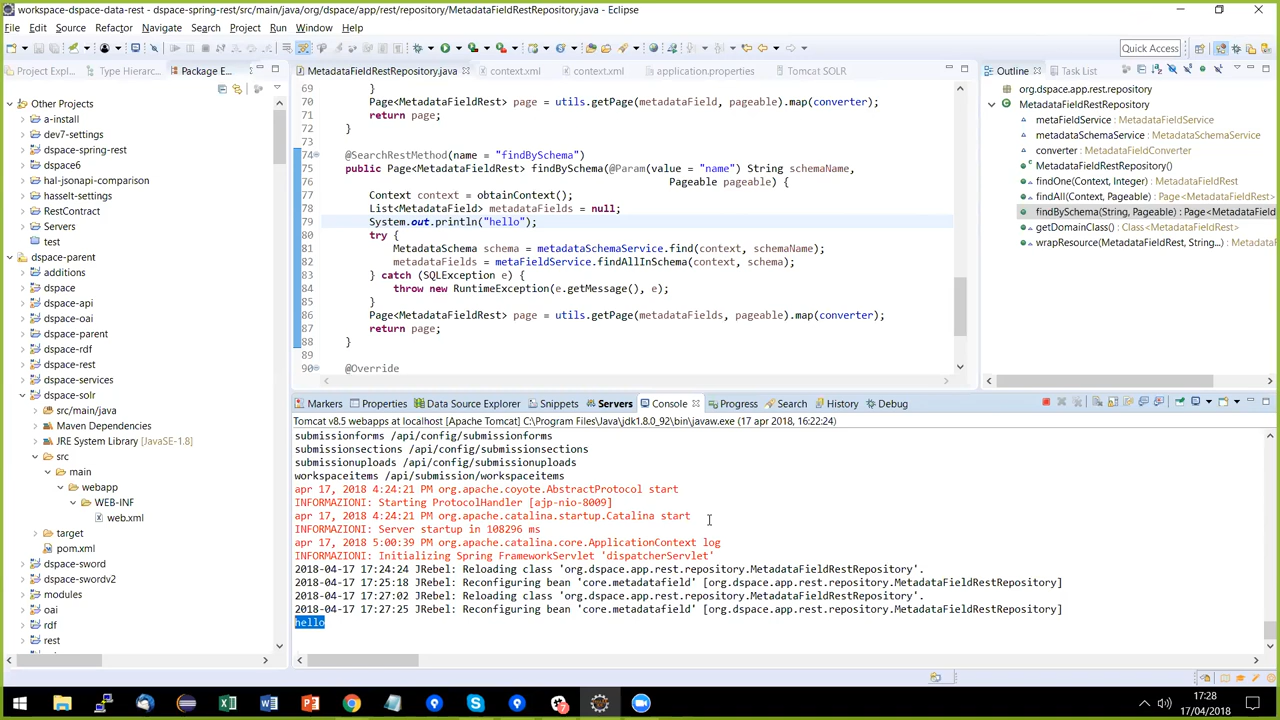 workspace-dspace-data-rest - dspace-spring-rest/src/main/java/org/dspace/app/rest/repository/MetadataFieldRestRepository.java - Eclipse
File Edit Source Refactor Navigate Search Project Run Window Help
Quick Access
Project Expl... Type Hierarc... Package E...
MetadataFieldRestRepository.java context.xml context.xml application.properties Tomcat SOLR
Outline Task List
Other Projects
a-install
dev7-settings
dspace-spring-rest
dspace6
hal-jsonapi-comparison
hasselt-settings
RestContract
Servers
test
dspace-parent
additions
dspace
dspace-api
dspace-oai
dspace-parent
dspace-rdf
dspace-rest
dspace-services
dspace-solr
src/main/java
Maven Dependencies
JRE System Library [JavaSE-1.8]
src
main
webapp
WEB-INF
web.xml
target
pom.xml
dspace-sword
dspace-swordv2
modules
oai
rdf
rest
69 }
70 Page<MetadataFieldRest> page = utils.getPage(metadataField, pageable).map(converter);
71 return page;
72 }
73
74 @SearchRestMethod(name = "findBySchema")
75 public Page<MetadataFieldRest> findBySchema(@Param(value = "name") String schemaName,
76 Pageable pageable) {
77 Context context = obtainContext();
78 List<MetadataField> metadataFields = null;
79 System.out.println("hello");
80 try {
81 MetadataSchema schema = metadataSchemaService.find(context, schemaName);
82 metadataFields = metaFieldService.findAllInSchema(context, schema);
83 } catch (SQLException e) {
84 throw new RuntimeException(e.getMessage(), e);
85 }
86 Page<MetadataFieldRest> page = utils.getPage(metadataFields, pageable).map(converter);
87 return page;
88 }
89
90 @Override
org.dspace.app.rest.repository
MetadataFieldRestRepository
metaFieldService : MetadataFieldService
metadataSchemaService : MetadataSchemaService
converter : MetadataFieldConverter
MetadataFieldRestRepository()
findOne(Context, Integer) : MetadataFieldRest
findAll(Context, Pageable) : Page<MetadataFieldRest>
findBySchema(String, Pageable) : Page<MetadataField
getDomainClass() : Class<MetadataFieldRest>
wrapResource(MetadataFieldRest, String...) : Metadata
Markers Properties Data Source Explorer Snippets Servers Console Progress Search History Debug
Tomcat v8.5 webapps [Apache Tomcat] C:\Program Files\Java\jdk1.8.0_92\bin\javaw.exe (17 apr 2018, 16:22:24)
submissionforms /api/config/submissionforms
submissionsections /api/config/submissionsections
submissionuploads /api/config/submissionuploads
workspaceitems /api/submission/workspaceitems
apr 17, 2018 4:24:21 PM org.apache.coyote.AbstractProtocol start
INFORMAZIONI: Starting ProtocolHandler [ajp-nio-8009]
apr 17, 2018 4:24:21 PM org.apache.catalina.startup.Catalina start
INFORMAZIONI: Server startup in 108296 ms
apr 17, 2018 5:00:39 PM org.apache.catalina.core.ApplicationContext log
INFORMAZIONI: Initializing Spring FrameworkServlet 'dispatcherServlet'
2018-04-17 17:24:24 JRebel: Reloading class 'org.dspace.app.rest.repository.MetadataFieldRestRepository'.
2018-04-17 17:25:18 JRebel: Reconfiguring bean 'core.metadatafield' [org.dspace.app.rest.repository.MetadataFieldRestRepository]
2018-04-17 17:27:02 JRebel: Reloading class 'org.dspace.app.rest.repository.MetadataFieldRestRepository'.
2018-04-17 17:27:25 JRebel: Reconfiguring bean 'core.metadatafield' [org.dspace.app.rest.repository.MetadataFieldRestRepository]
hello
17:28
17/04/2018